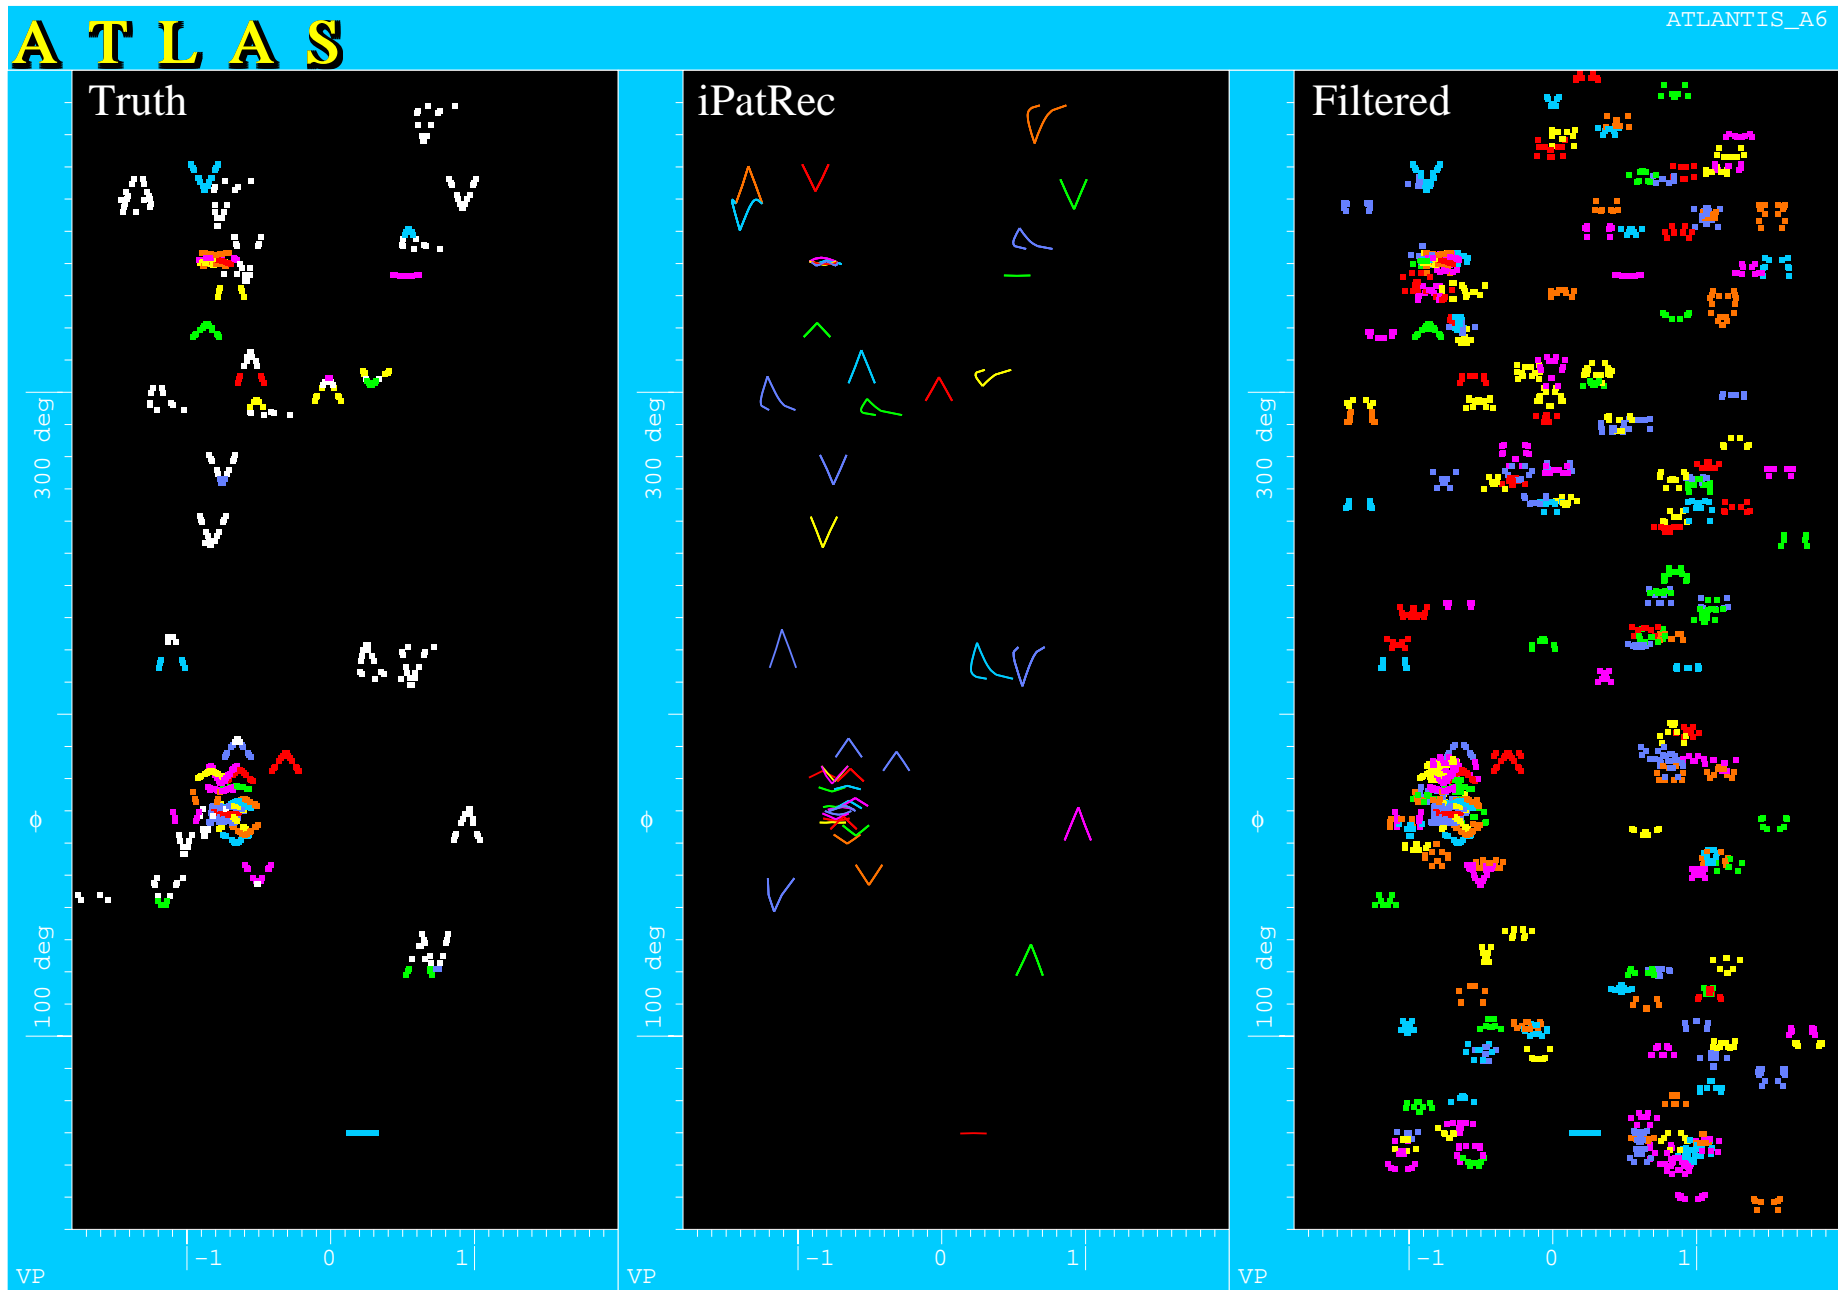 A T L A S
ATLANTIS_A6
Truth
iPatRec
Filtered
300 deg
300 deg
300 deg
ϕ
ϕ
ϕ
100 deg
100 deg
100 deg
-1 0 1
-1 0 1
-1 0 1
VP
VP
VP